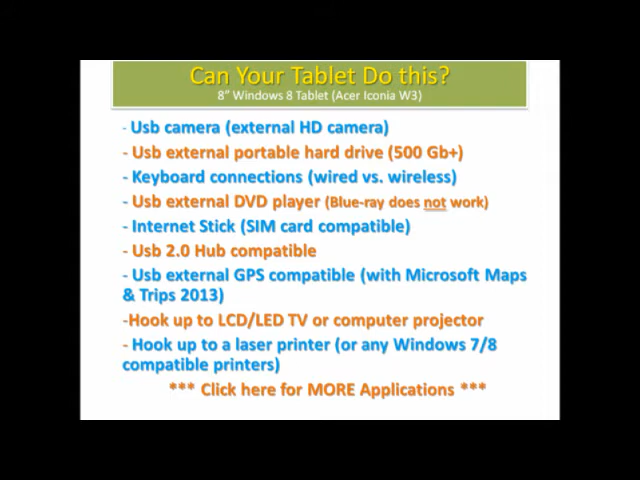 Can Your Tablet Do this?
8" Windows 8 Tablet (Acer Iconia W3)
- Usb camera (external HD camera)
- Usb external portable hard drive (500 Gb+)
- Keyboard connections (wired vs. wireless)
- Usb external DVD player (Blue-ray does not work)
- Internet Stick (SIM card compatible)
- Usb 2.0 Hub compatible
- Usb external GPS compatible (with Microsoft Maps
& Trips 2013)
-Hook up to LCD/LED TV or computer projector
- Hook up to a laser printer (or any Windows 7/8
compatible printers)
*** Click here for MORE Applications ***